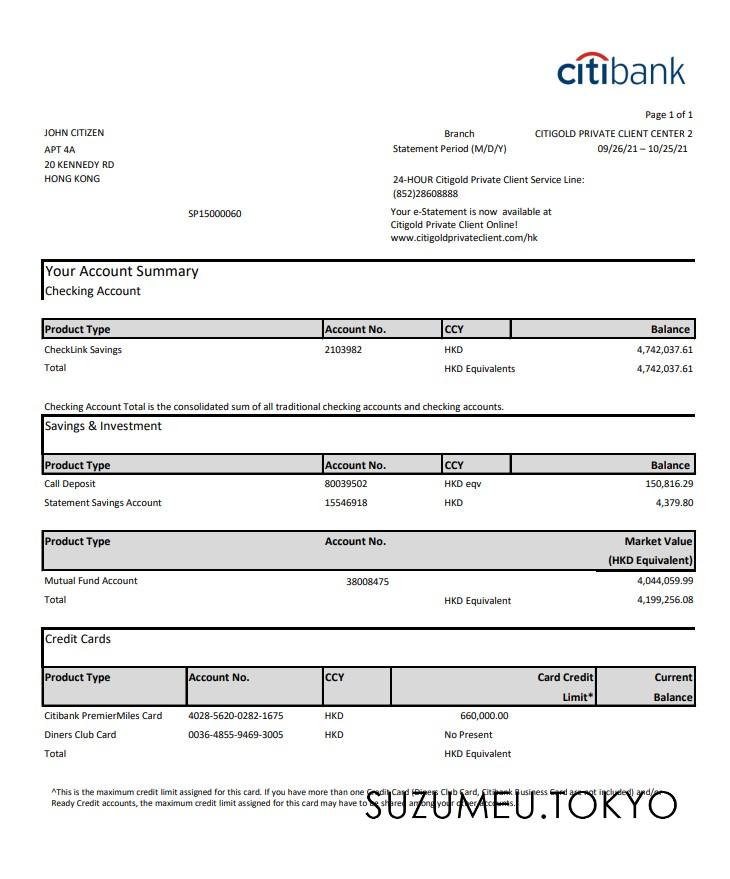 citibank
Page 1 of 1
JOHN CITIZEN Branch CITIGOLD PRIVATE CLIENT CENTER 2
APT 4A Statement Period (M/D/Y) 09/26/21 – 10/25/21
20 KENNEDY RD
HONG KONG 24-HOUR Citigold Private Client Service Line:
(852)28608888
SP15000060 Your e-Statement is now available at
Citigold Private Client Online!
www.citigoldprivateclient.com/hk
Your Account Summary
Checking Account
Product Type Account No. CCY Balance
CheckLink Savings 2103982 HKD 4,742,037.61
Total HKD Equivalents 4,742,037.61
Checking Account Total is the consolidated sum of all traditional checking accounts and checking accounts.
Savings & Investment
Product Type Account No. CCY Balance
Call Deposit 80039502 HKD eqv 150,816.29
Statement Savings Account 15546918 HKD 4,379.80
Product Type Account No. Market Value
(HKD Equivalent)
Mutual Fund Account 38008475 4,044,059.99
Total HKD Equivalent 4,199,256.08
Credit Cards
Product Type Account No. CCY Card Credit Current
Limit* Balance
Citibank PremierMiles Card 4028-5620-0282-1675 HKD 660,000.00
Diners Club Card 0036-4855-9469-3005 HKD No Present
Total HKD Equivalent
^This is the maximum credit limit assigned for this card. If you have more than one Credit Card (Diners Club Card, Citibank Business Card are not included) and/or
Ready Credit accounts, the maximum credit limit assigned for this card may have to be shared among your other accounts.
SUZUMEU.TOKYO